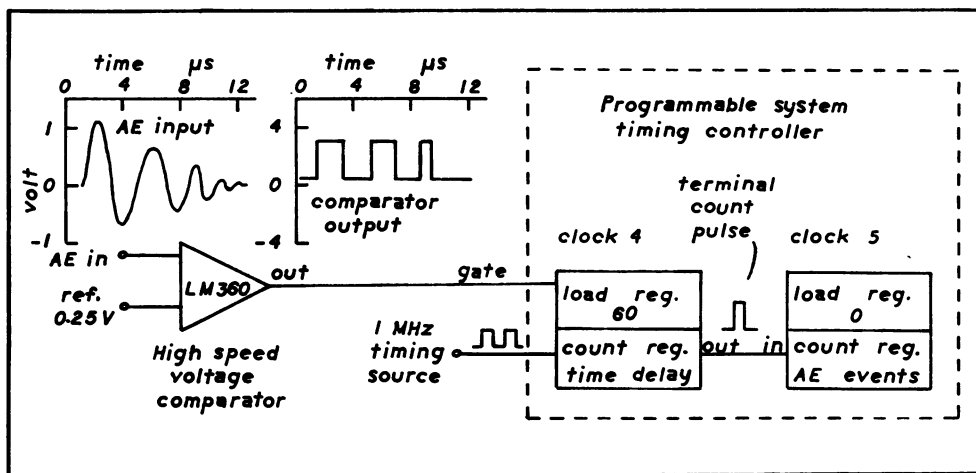 time μs
0 4 8 12
AE input
volt
1
0
-1
time μs
0 4 8 12
4
0
-4
comparator
output
AE in
ref.
0.25V
LM360
out
High speed
voltage
comparator
gate
1 MHz
timing
source
Programmable system
timing controller
terminal
count
pulse
clock 4
load reg.
60
count reg.
time delay
out in
clock 5
load reg.
0
count reg.
AE events